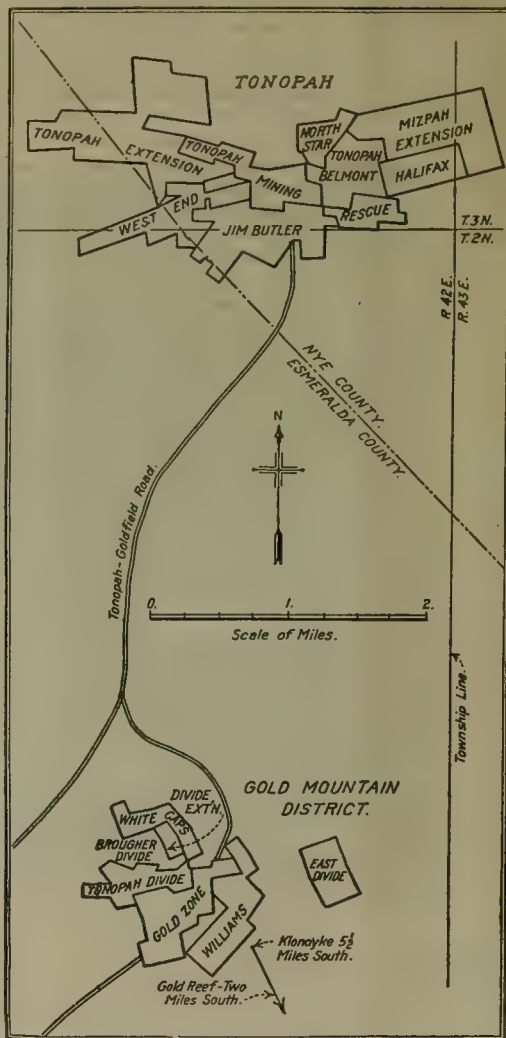 TONOPAH
TONOPAH
EXTENSION
TONOPAH
MINING
NORTH
STAR
MIZPAH
EXTENSION
TONOPAH
BELMONT
HALIFAX
WEST END
JIM BUTLER
RESCUE
T.3N.
T.2N.
R.42E.
R.43E.
NYE COUNTY.
ESMERALDA COUNTY.
N
Tonopah-Goldfield Road.
0. 1. 2.
Scale of Miles.
Township Line.
GOLD MOUNTAIN
DISTRICT.
DIVIDE
EXT'N.
WHITE CAPS
BROUGHER
DIVIDE
EAST
DIVIDE
TONOPAH DIVIDE
GOLD ZONE
WILLIAMS
Klondyke 5½
Miles South.
Gold Reef-Two
Miles South.